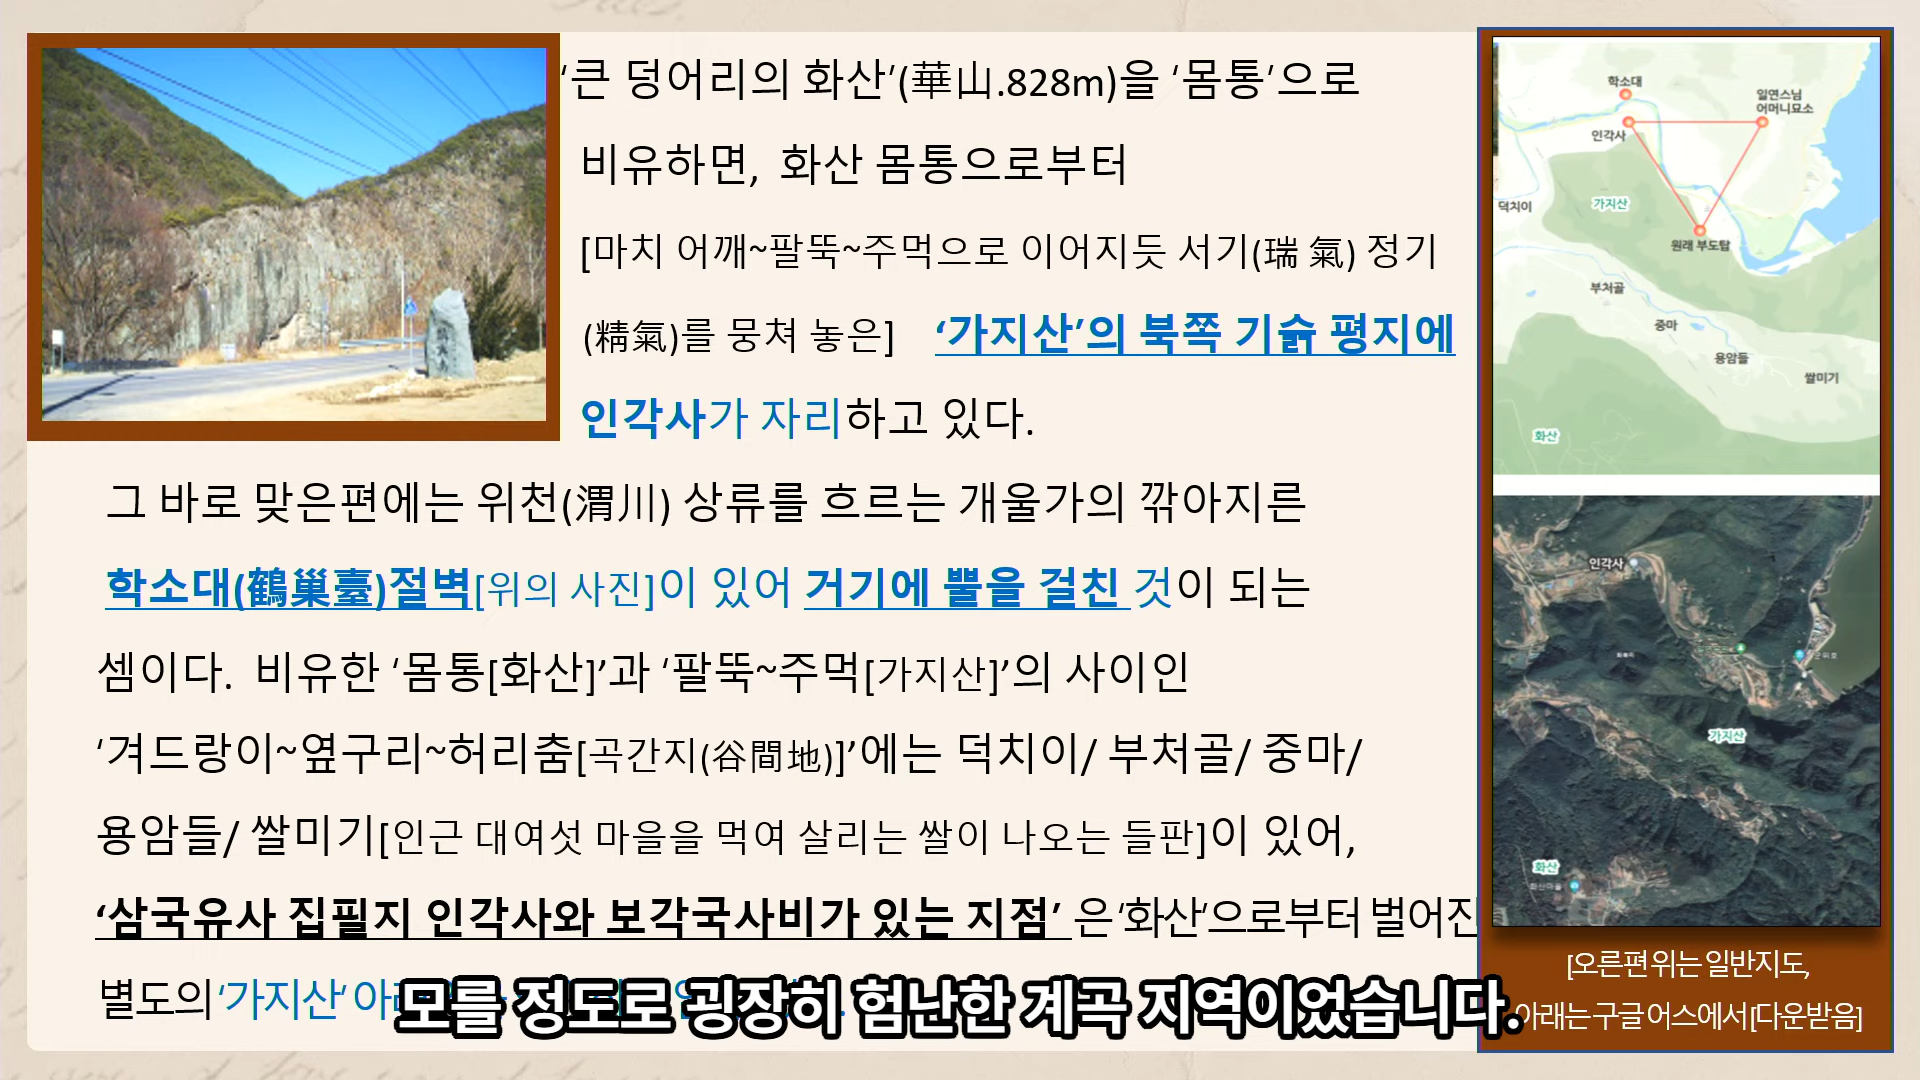 ‘큰 덩어리의 화산’(華山.828m)을 ‘몸통’으로
비유하면, 화산 몸통으로부터
[마치 어깨~팔뚝~주먹으로 이어지듯 서기(瑞 氣) 정기
(精氣)를 뭉쳐 놓은] ‘가지산’의 북쪽 기슭 평지에
인각사가 자리하고 있다.
그 바로 맞은편에는 위천(渭川) 상류를 흐르는 개울가의 깎아지른
학소대(鶴巢臺)절벽[위의 사진]이 있어 거기에 뿔을 걸친 것이 되는
셈이다. 비유한 ‘몸통[화산]’과 ‘팔뚝~주먹[가지산]’의 사이인
‘겨드랑이~옆구리~허리춤[곡간지(谷間地)]’에는 덕치이/ 부처골/ 중마/
용암들/ 쌀미기[인근 대여섯 마을을 먹여 살리는 쌀이 나오는 들판]이 있어,
‘삼국유사 집필지 인각사와 보각국사비가 있는 지점’ 은 ‘화산’으로부터 벌어진
별도의 ‘가지산’
모를 정도로 굉장히 험난한 계곡 지역이었습니다.
학소대
일연스님
어머니묘소
인각사
덕치이
가지산
원래 부도탑
부처골
중마
용암들
쌀미기
화산
인각사
가지산
화산
[오른편 위는 일반지도,
아래는 구글 어스에서[다운받음]